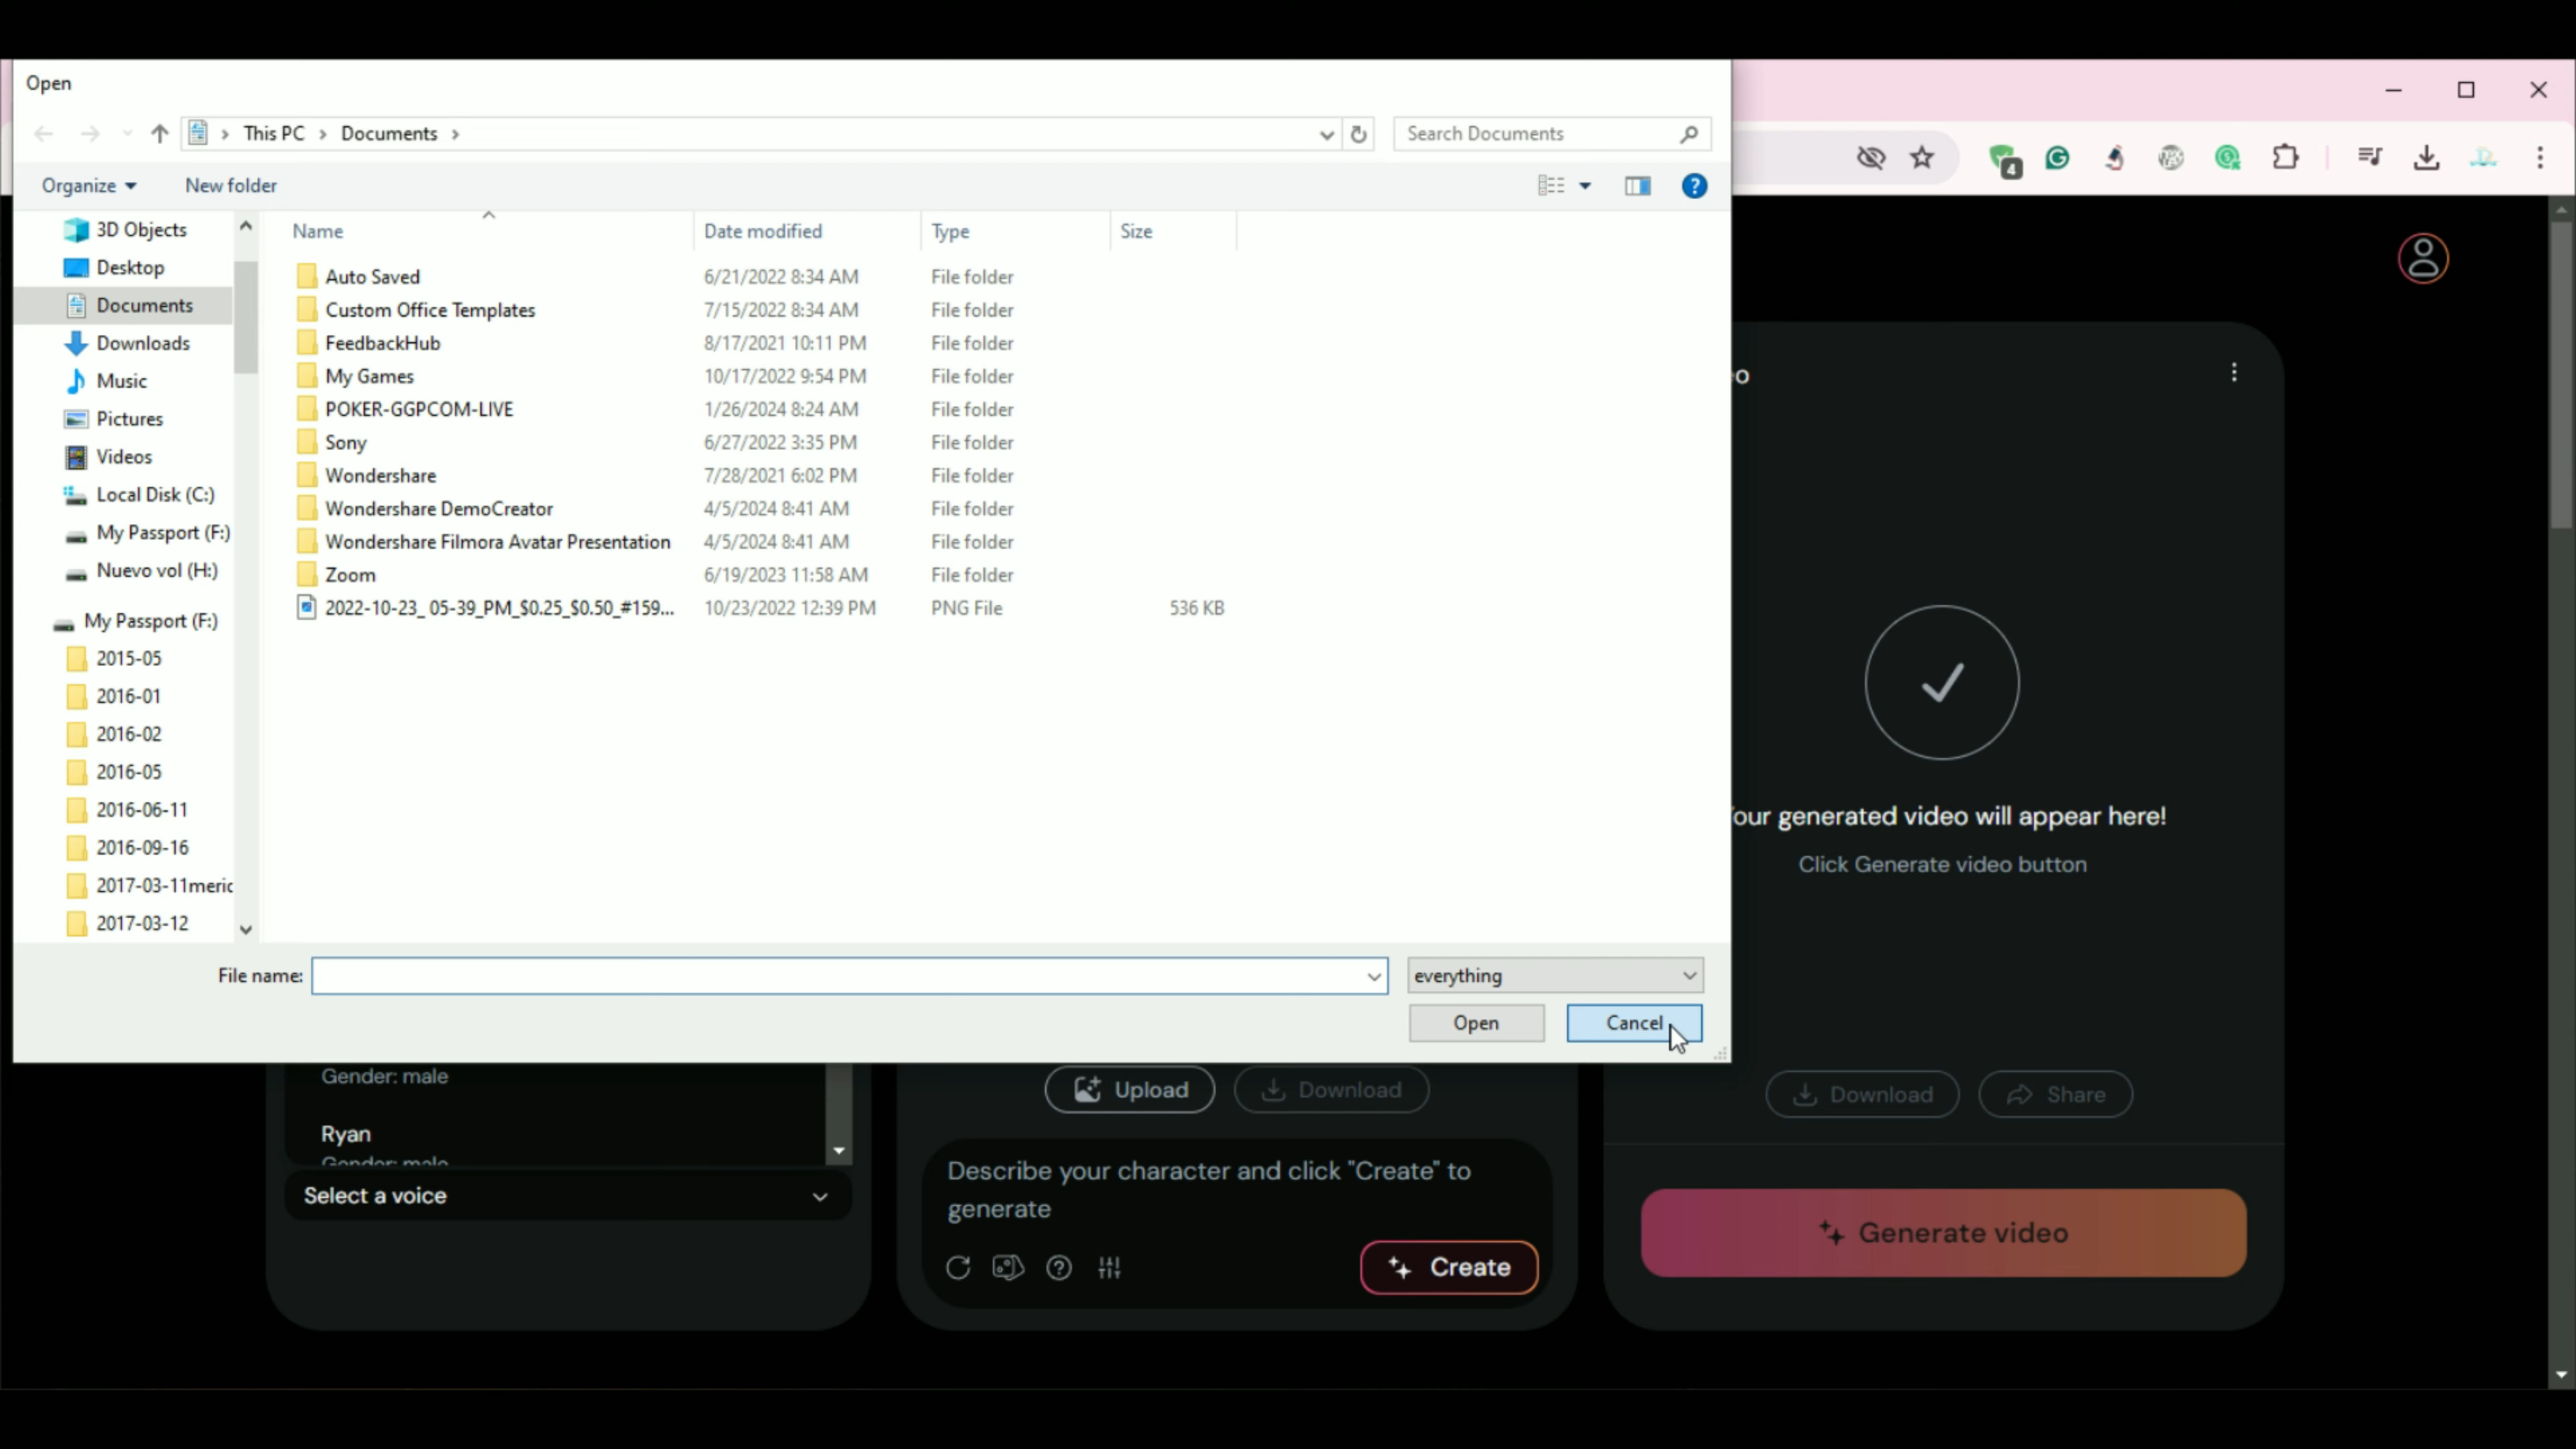 Open
This PC > Documents >
Search Documents
Organize
New folder
3D Objects
Desktop
Documents
Downloads
Music
Pictures
Videos
Local Disk (C:)
My Passport (F:)
Nuevo vol (H:)
My Passport (F:)
2015-05
2016-01
2016-02
2016-05
2016-06-11
2016-09-16
2017-03-11meric
2017-03-12
Name Date modified Type Size
Auto Saved 6/21/2022 8:34 AM File folder
Custom Office Templates 7/15/2022 8:34 AM File folder
FeedbackHub 8/17/2021 10:11 PM File folder
My Games 10/17/2022 9:54 PM File folder
POKER-GGPCOM-LIVE 1/26/2024 8:24 AM File folder
Sony 6/27/2022 3:35 PM File folder
Wondershare 7/28/2021 6:02 PM File folder
Wondershare DemoCreator 4/5/2024 8:41 AM File folder
Wondershare Filmora Avatar Presentation 4/5/2024 8:41 AM File folder
Zoom 6/19/2023 11:58 AM File folder
2022-10-23_ 05-39_PM_$0.25_$0.50_#159... 10/23/2022 12:39 PM PNG File 536 KB
File name:
everything
Open
Cancel
4
eo
Your generated video will appear here!
Click Generate video button
Download
Share
Generate video
Gender: male
Ryan
Gender: male
Select a voice
Upload
Download
Describe your character and click "Create" to
generate
Create